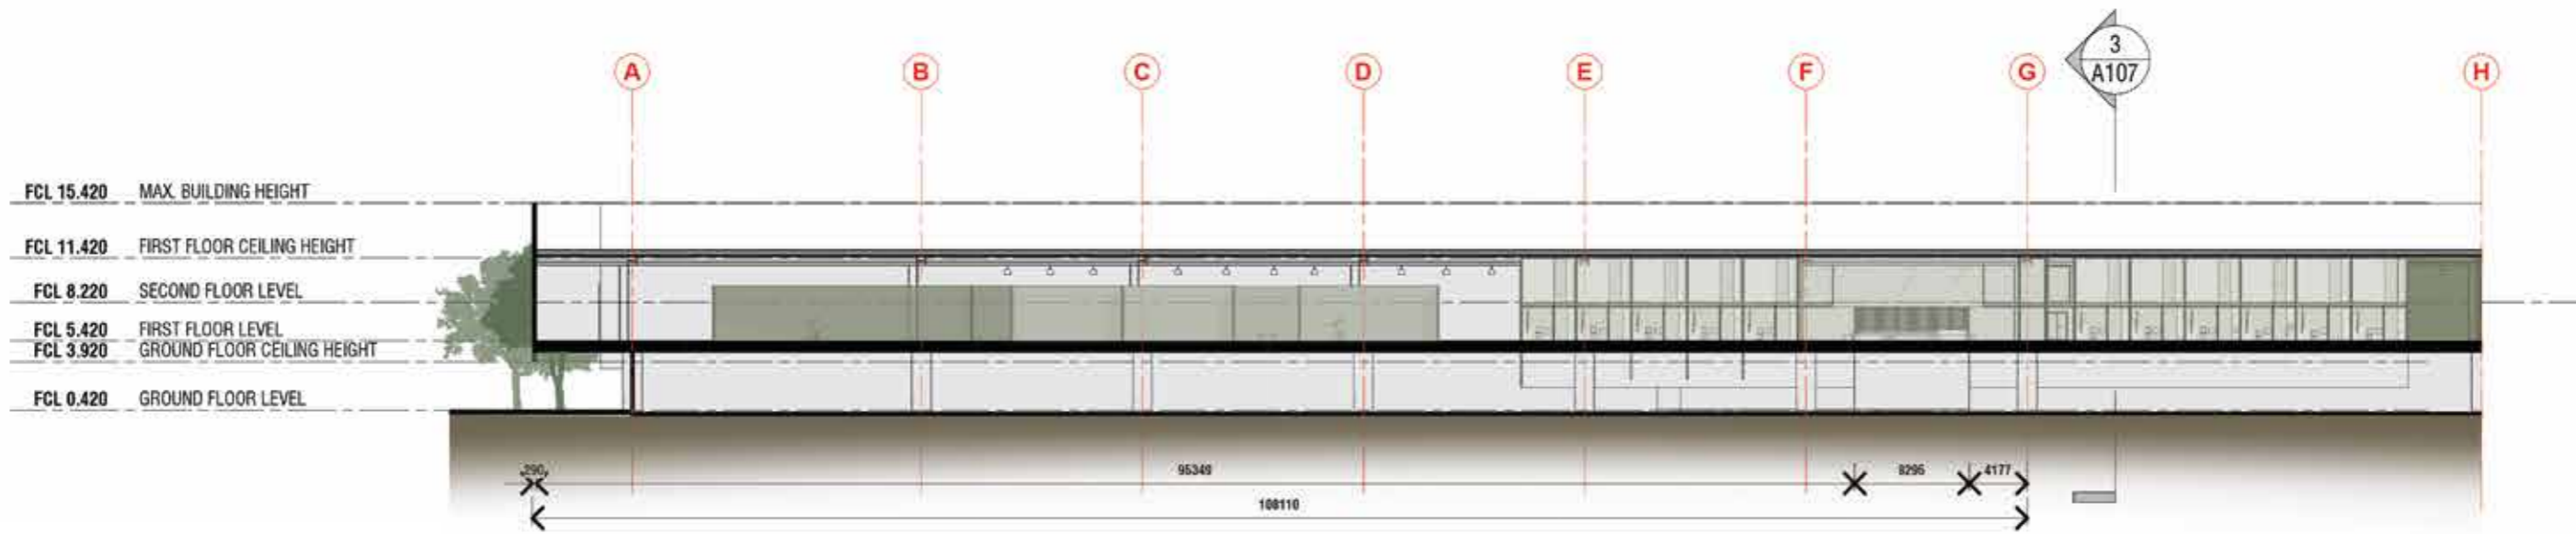 A B C D E F G H
3
A107
FCL 15.420 MAX. BUILDING HEIGHT
FCL 11.420 FIRST FLOOR CEILING HEIGHT
FCL 8.220 SECOND FLOOR LEVEL
FCL 5.420 FIRST FLOOR LEVEL
FCL 3.920 GROUND FLOOR CEILING HEIGHT
FCL 0.420 GROUND FLOOR LEVEL
290 95349 8295 4177
108110